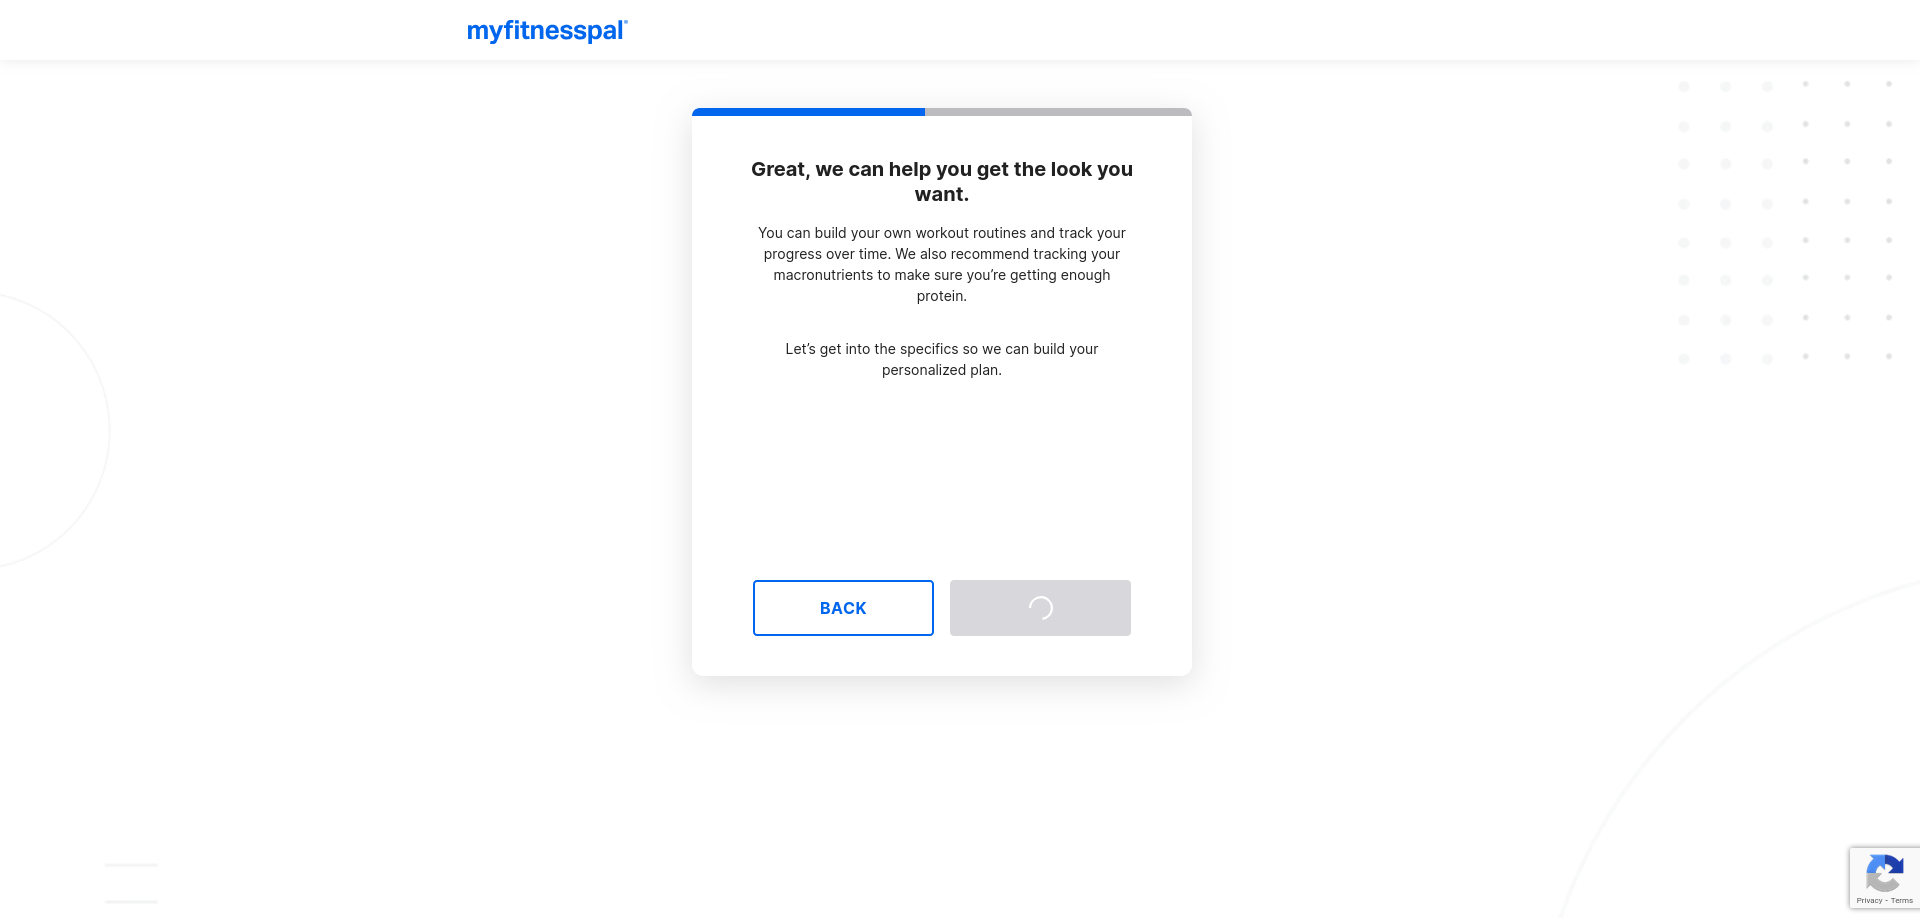 myfitnesspal®
Great, we can help you get the look you
want.
You can build your own workout routines and track your
progress over time. We also recommend tracking your
macronutrients to make sure you’re getting enough
protein.
Let’s get into the specifics so we can build your
personalized plan.
BACK
Privacy - Terms